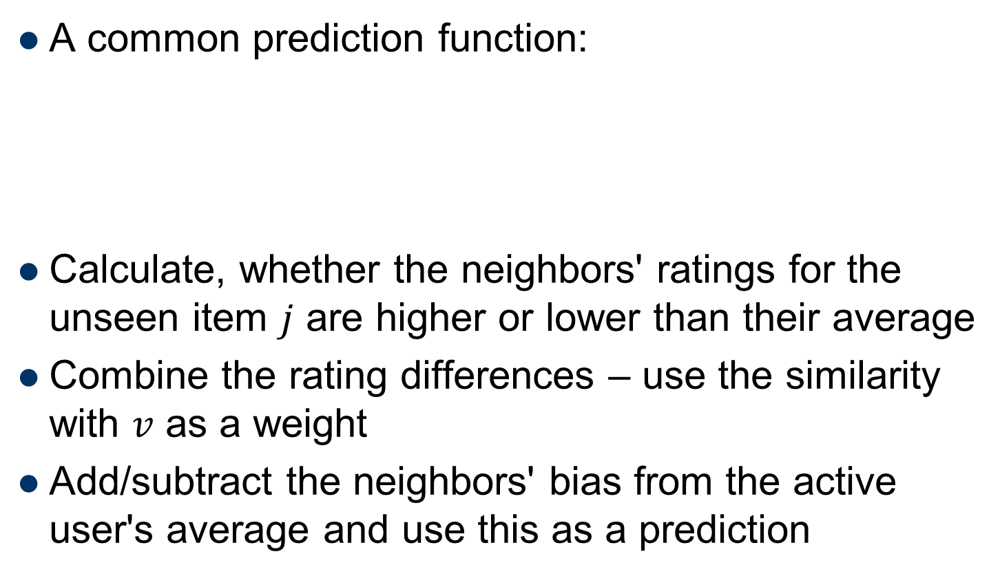 ● A common prediction function:
● Calculate, whether the neighbors' ratings for the
unseen item 𝑗 are higher or lower than their average
● Combine the rating differences – use the similarity
with 𝑣 as a weight
● Add/subtract the neighbors' bias from the active
user's average and use this as a prediction